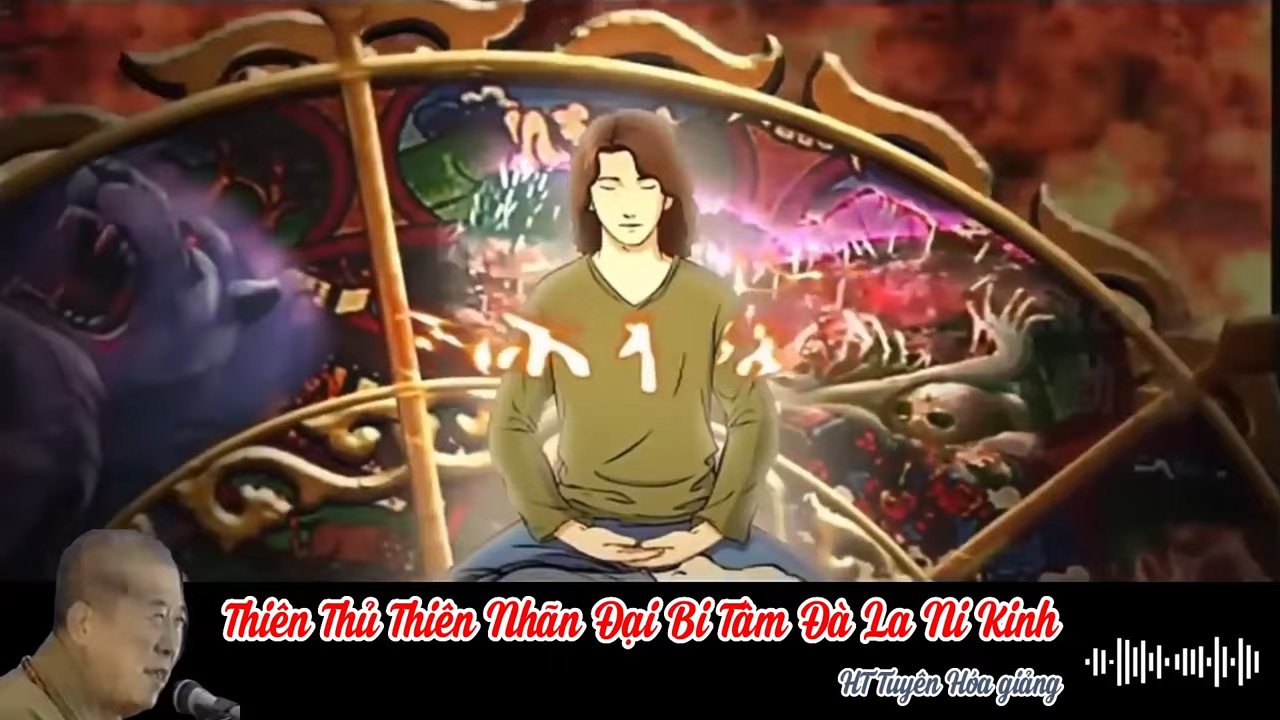 Thiên Thủ Thiên Nhãn Đại Bi Tâm Đà La Ni Kinh
HT Tuyên Hóa giảng